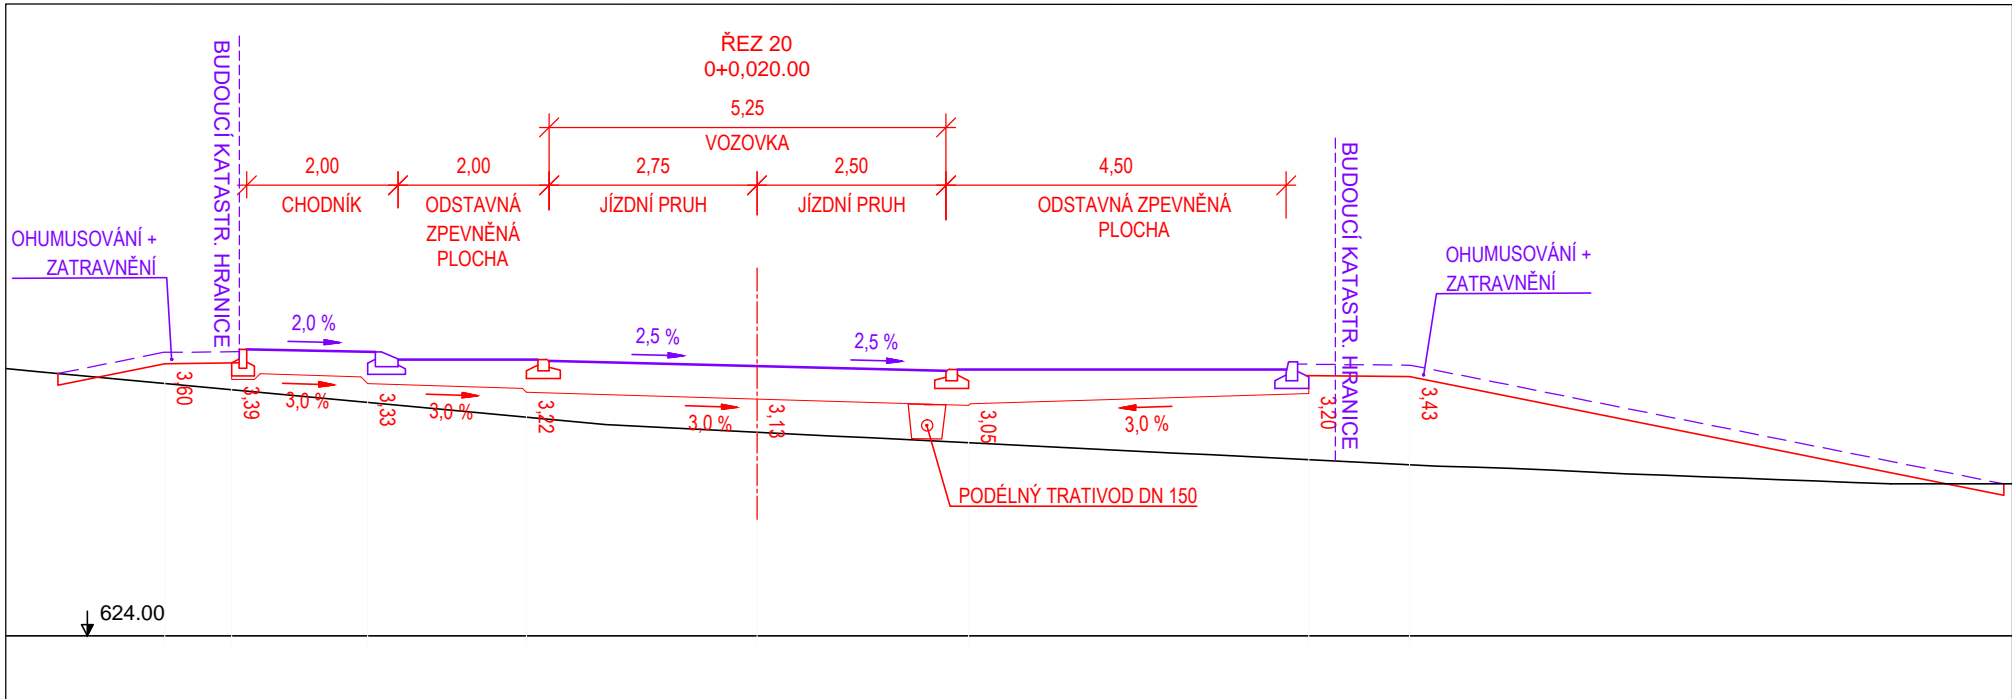 ŘEZ 20
0+0,020.00
5,25
VOZOVKA
2,00
2,00
2,75
2,50
4,50
CHODNÍK
ODSTAVNÁ
ZPEVNĚNÁ
PLOCHA
JÍZDNÍ PRUH
JÍZDNÍ PRUH
ODSTAVNÁ ZPEVNĚNÁ
PLOCHA
BUDOUCÍ KATASTR. HRANICE
BUDOUCÍ KATASTR. HRANICE
OHUMUSOVÁNÍ +
ZATRAVNĚNÍ
OHUMUSOVÁNÍ +
ZATRAVNĚNÍ
2,0 %
2,5 %
2,5 %
3,60
3,39
3,0 %
3,33
3,0 %
3,22
3,0 %
3,13
3,05
3,0 %
3,20
3,43
PODÉLNÝ TRATIVOD DN 150
624.00